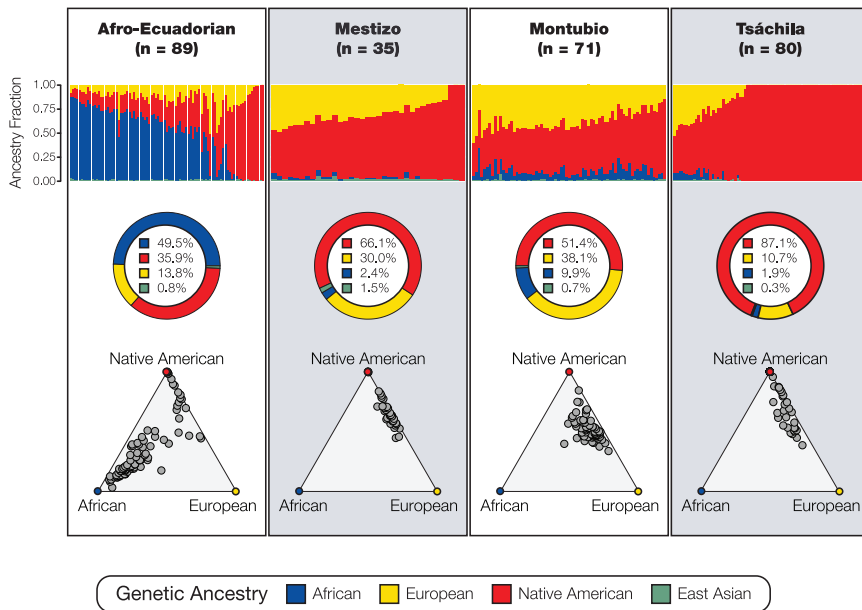 Afro-Ecuadorian
(n = 89)
Mestizo
(n = 35)
Montubio
(n = 71)
Tsáchila
(n = 80)
Ancestry Fraction
1.00
0.75
0.50
0.25
0.00
49.5%
35.9%
13.8%
0.8%
66.1%
30.0%
2.4%
1.5%
51.4%
38.1%
9.9%
0.7%
87.1%
10.7%
1.9%
0.3%
Native American
African
European
Native American
African
European
Native American
African
European
Native American
African
European
Genetic Ancestry African European Native American East Asian